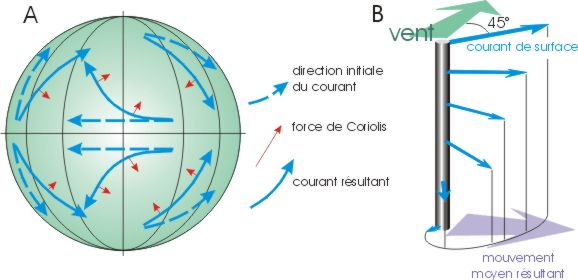 A
direction initiale
du courant
force de Coriolis
courant résultant
B
vent
45°
courant de surface
mouvement
moyen résultant